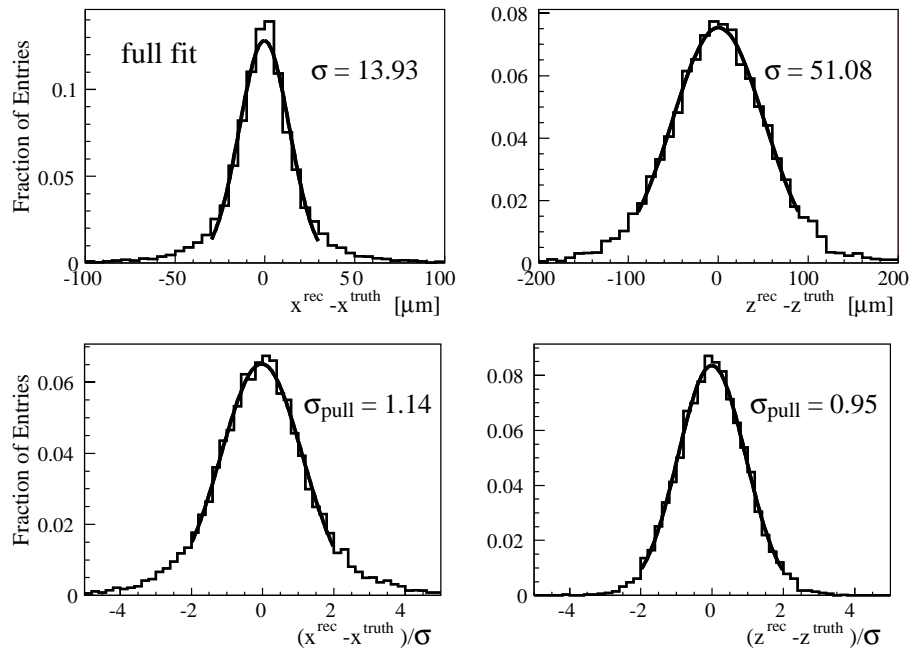 Fraction of Entries
full fit
σ = 13.93
0.1
0.05
0
-100 -50 0 50 100
x^rec -x^truth [μm]
σ = 51.08
0.08
0.06
0.04
0.02
0
-200 -100 0 100 200
z^rec -z^truth [μm]
Fraction of Entries
σpull = 1.14
0.06
0.04
0.02
0
-4 -2 0 2 4
(x^rec -x^truth)/σ
σpull = 0.95
0.08
0.06
0.04
0.02
0
-4 -2 0 2 4
(z^rec -z^truth)/σ